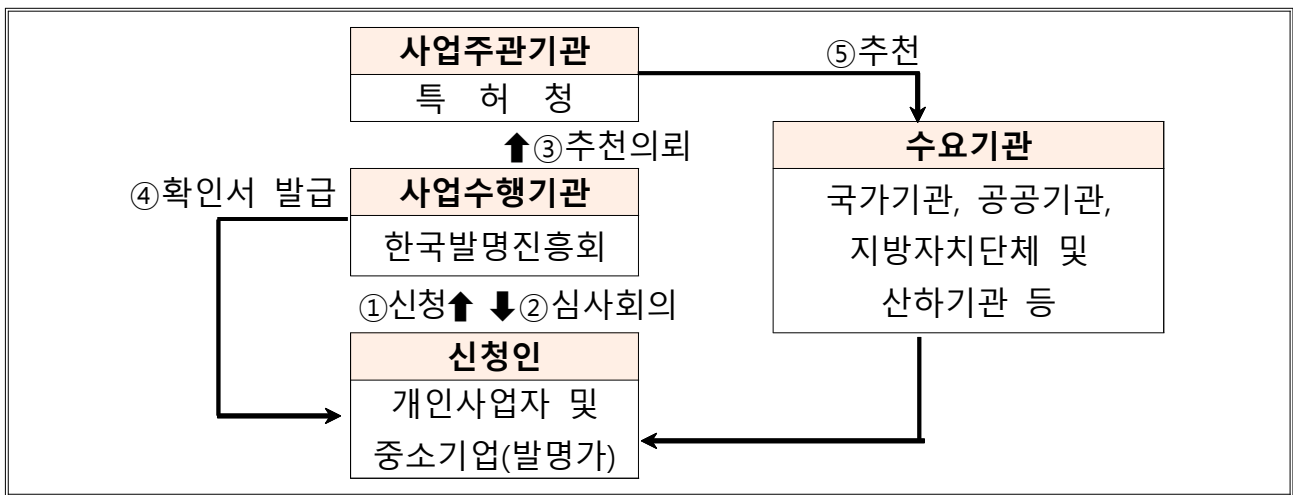 사업주관기관
특 허 청
⑤추천
⬆③추천의뢰
수요기관
국가기관, 공공기관,
지방자치단체 및
산하기관 등
④확인서 발급
사업수행기관
한국발명진흥회
①신청⬆ ⬇②심사회의
신청인
개인사업자 및
중소기업(발명가)